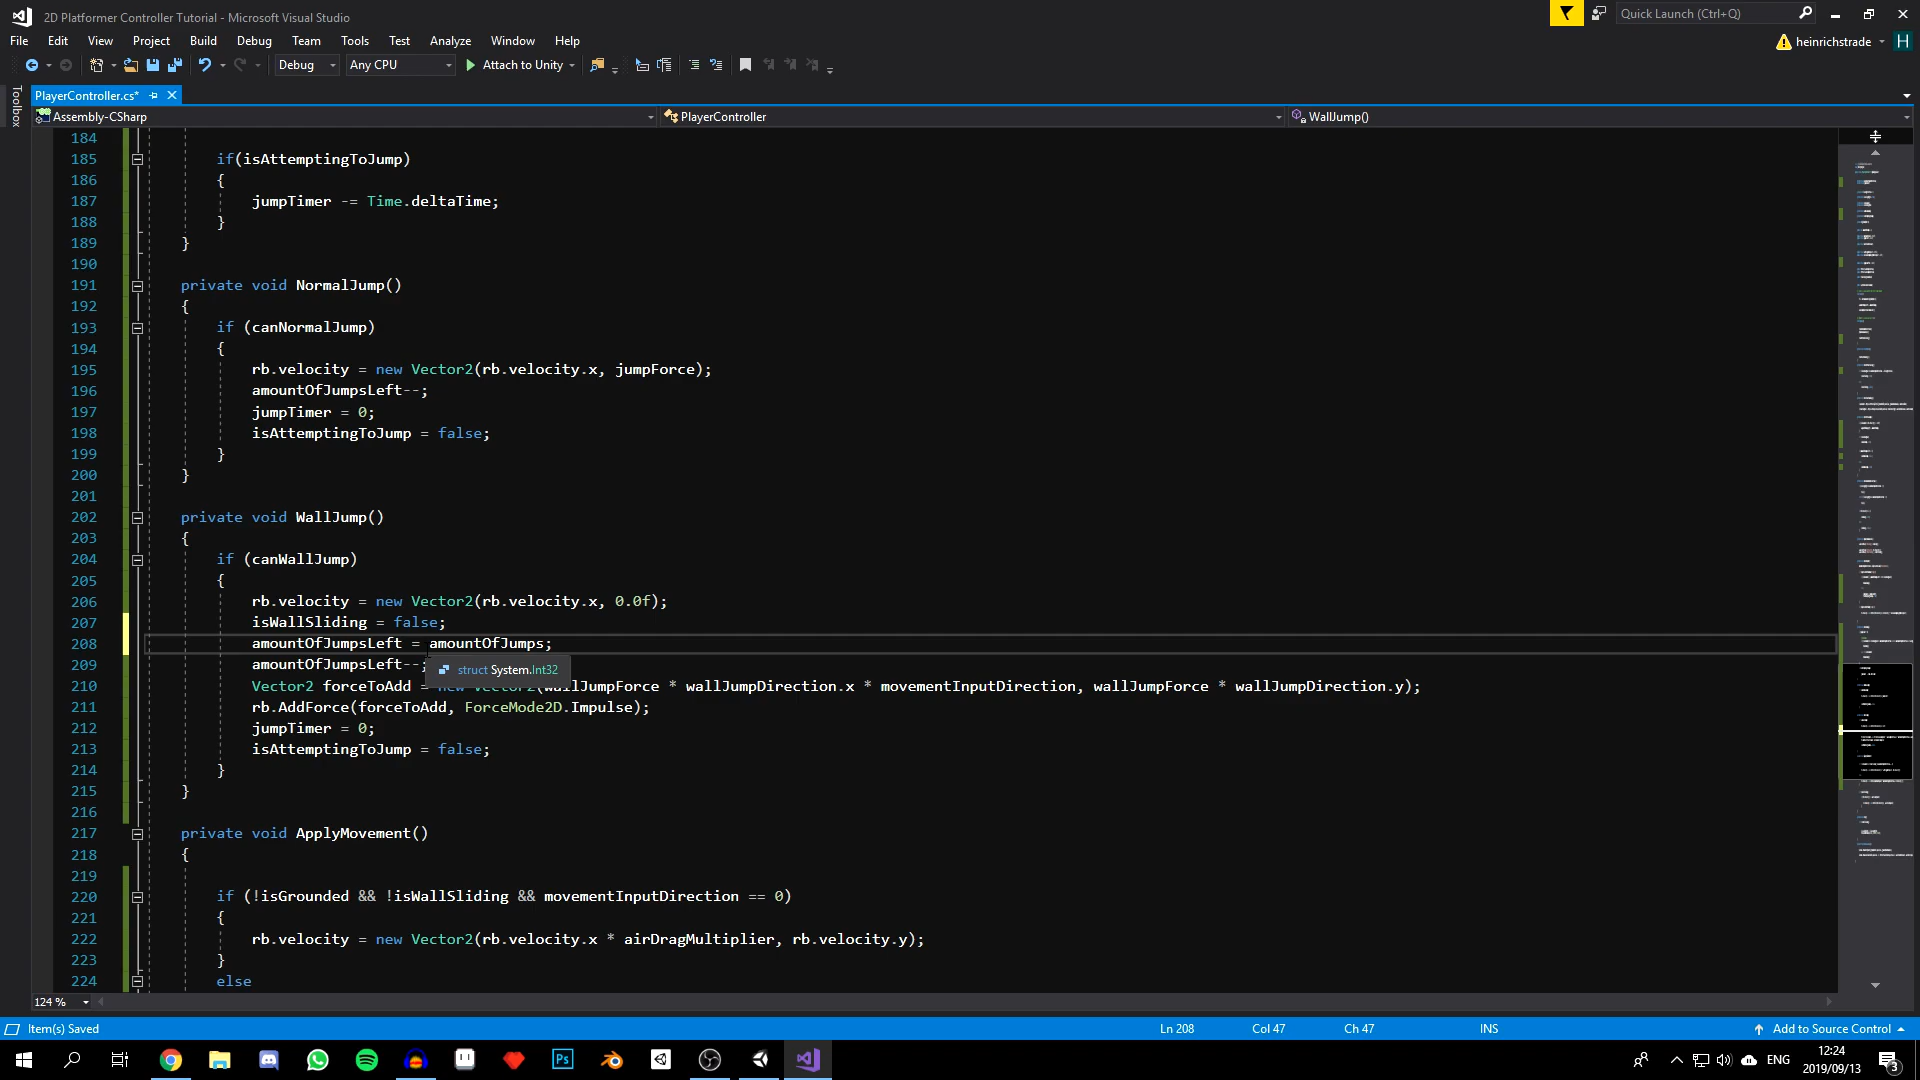 2D Platformer Controller Tutorial - Microsoft Visual Studio
Quick Launch (Ctrl+Q)
File Edit View Project Build Debug Team Tools Test Analyze Window Help
heinrichstrade H
Debug Any CPU Attach to Unity
Toolbox
PlayerController.cs*
Assembly-CSharp PlayerController WallJump()
184
185 if(isAttemptingToJump)
186 {
187 jumpTimer -= Time.deltaTime;
188 }
189 }
190
191 private void NormalJump()
192 {
193 if (canNormalJump)
194 {
195 rb.velocity = new Vector2(rb.velocity.x, jumpForce);
196 amountOfJumpsLeft--;
197 jumpTimer = 0;
198 isAttemptingToJump = false;
199 }
200 }
201
202 private void WallJump()
203 {
204 if (canWallJump)
205 {
206 rb.velocity = new Vector2(rb.velocity.x, 0.0f);
207 isWallSliding = false;
208 amountOfJumpsLeft = amountOfJumps;
209 amountOfJumpsLeft--;
struct System.Int32
210 Vector2 forceToAdd = new Vector2(wallJumpForce * wallJumpDirection.x * movementInputDirection, wallJumpForce * wallJumpDirection.y);
211 rb.AddForce(forceToAdd, ForceMode2D.Impulse);
212 jumpTimer = 0;
213 isAttemptingToJump = false;
214 }
215 }
216
217 private void ApplyMovement()
218 {
219
220 if (!isGrounded && !isWallSliding && movementInputDirection == 0)
221 {
222 rb.velocity = new Vector2(rb.velocity.x * airDragMultiplier, rb.velocity.y);
223 }
224 else
124 %
Item(s) Saved Ln 208 Col 47 Ch 47 INS Add to Source Control
Ps ENG 12:24
2019/09/13 3